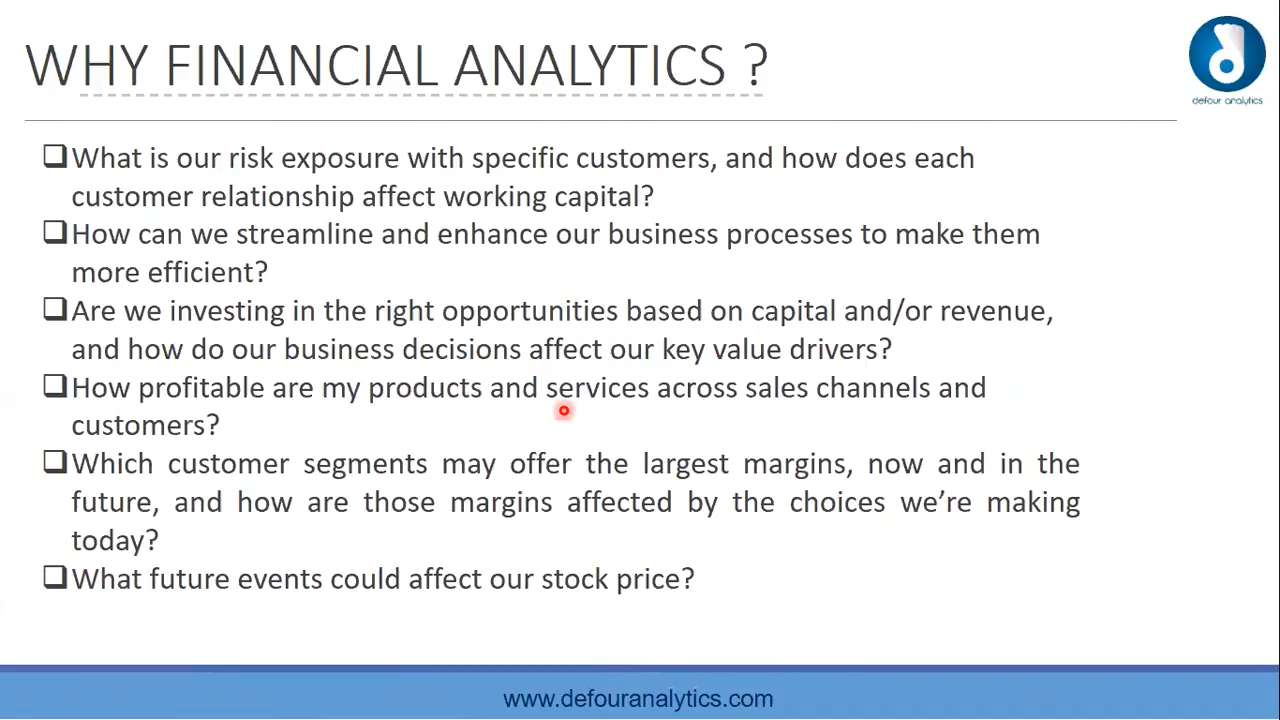 WHY FINANCIAL ANALYTICS ?
defour analytics
What is our risk exposure with specific customers, and how does each
customer relationship affect working capital?
How can we streamline and enhance our business processes to make them
more efficient?
Are we investing in the right opportunities based on capital and/or revenue,
and how do our business decisions affect our key value drivers?
How profitable are my products and services across sales channels and
customers?
Which customer segments may offer the largest margins, now and in the
future, and how are those margins affected by the choices we’re making
today?
What future events could affect our stock price?
www.defouranalytics.com